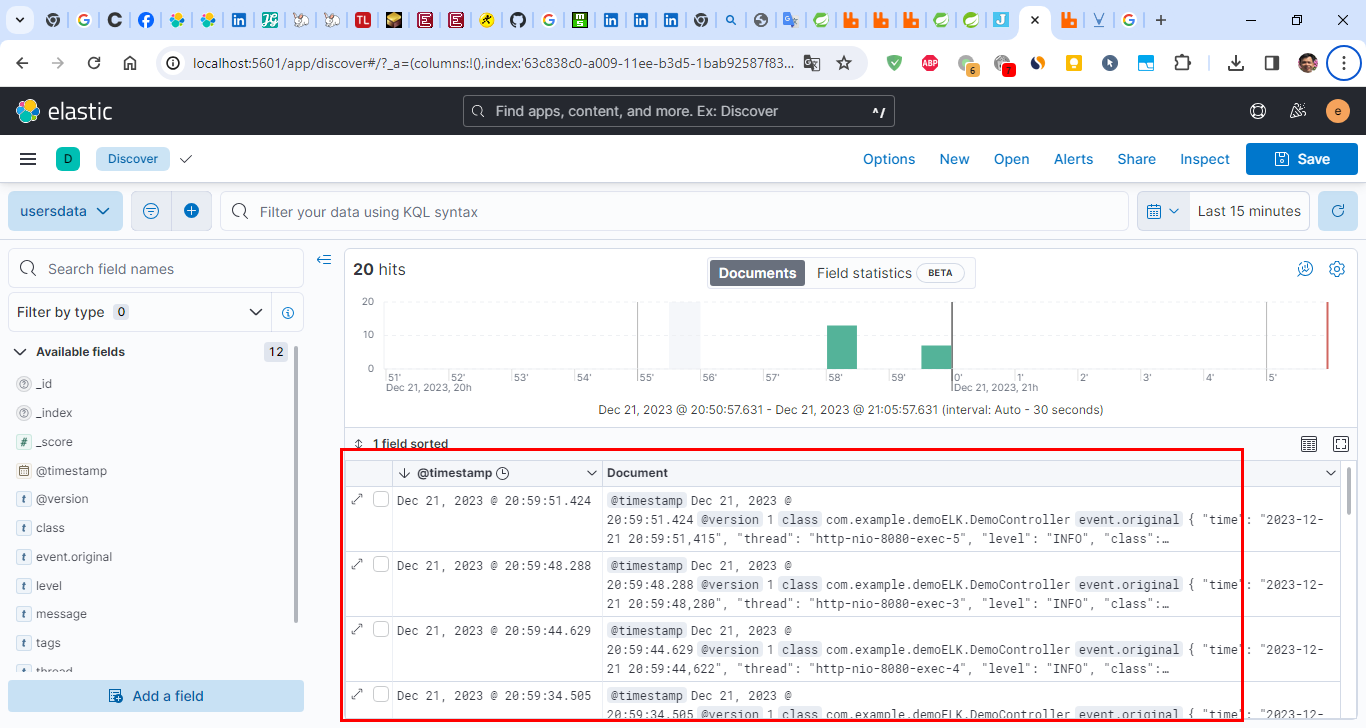 localhost:5601/app/discover#/?_a=(columns:!(),index:'63c838c0-a009-11ee-b3d5-1bab92587f83...
ABP
6
7
elastic
Find apps, content, and more. Ex: Discover
^/
e
D
Discover
Options
New
Open
Alerts
Share
Inspect
Save
usersdata
Filter your data using KQL syntax
Last 15 minutes
Search field names
Filter by type 0
Available fields 12
_id
_index
# _score
@timestamp
t @version
t class
t event.original
t level
t message
t tags
t thread
Add a field
20 hits
Documents
Field statistics BETA
20
10
0
51' 52' 53' 54' 55' 56' 57' 58' 59' 0' 1' 2' 3' 4' 5'
Dec 21, 2023, 20h
Dec 21, 2023, 21h
Dec 21, 2023 @ 20:50:57.631 - Dec 21, 2023 @ 21:05:57.631 (interval: Auto - 30 seconds)
1 field sorted
@timestamp
Document
Dec 21, 2023 @ 20:59:51.424
@timestamp Dec 21, 2023 @
20:59:51.424 @version 1 class com.example.demoELK.DemoController event.original { "time": "2023-12-
21 20:59:51,415", "thread": "http-nio-8080-exec-5", "level": "INFO", "class":…
Dec 21, 2023 @ 20:59:48.288
@timestamp Dec 21, 2023 @
20:59:48.288 @version 1 class com.example.demoELK.DemoController event.original { "time": "2023-12-
21 20:59:48,280", "thread": "http-nio-8080-exec-3", "level": "INFO", "class":…
Dec 21, 2023 @ 20:59:44.629
@timestamp Dec 21, 2023 @
20:59:44.629 @version 1 class com.example.demoELK.DemoController event.original { "time": "2023-12-
21 20:59:44,622", "thread": "http-nio-8080-exec-4", "level": "INFO", "class":…
Dec 21, 2023 @ 20:59:34.505
@timestamp Dec 21, 2023 @
20:59:34.505 @version 1 class com.example.demoELK.DemoController event.original { "time": "2023-12-